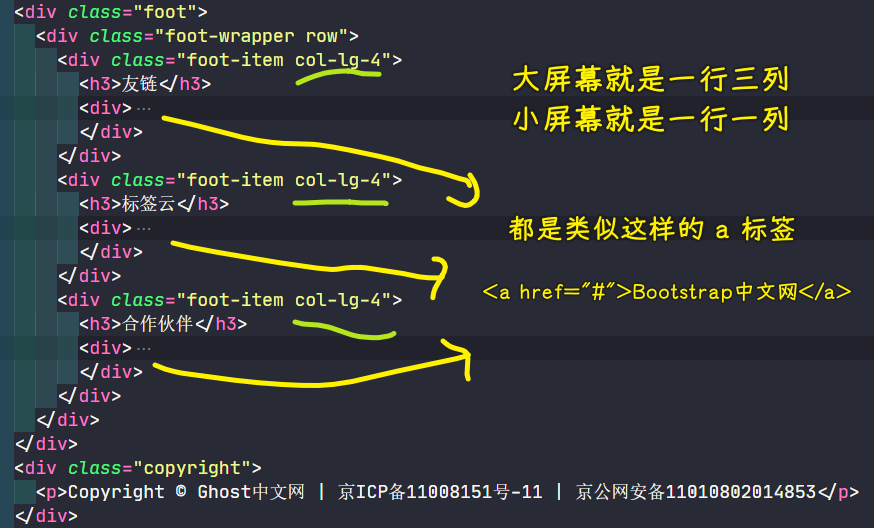 <div class="foot">
<div class="foot-wrapper row">
<div class="foot-item col-lg-4">
<h3>友链</h3>
<div>…
</div>
</div>
<div class="foot-item col-lg-4">
<h3>标签云</h3>
<div>…
</div>
</div>
<div class="foot-item col-lg-4">
<h3>合作伙伴</h3>
<div>…
</div>
</div>
</div>
</div>
<div class="copyright">
<p>Copyright © Ghost中文网 | 京ICP备11008151号-11 | 京公网安备11010802014853</p>
</div>
大屏幕就是一行三列
小屏幕就是一行一列
都是类似这样的 a 标签
<a href="#">Bootstrap中文网</a>